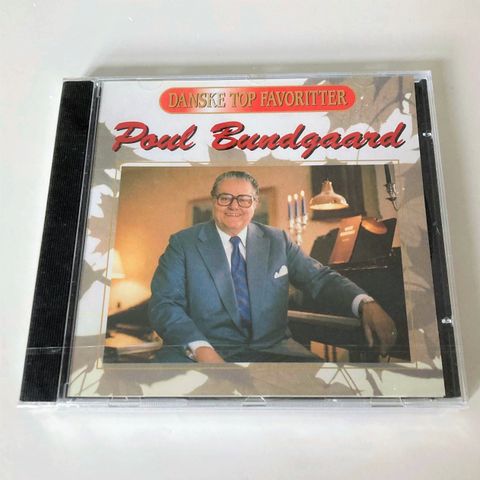 DANSKE TOP FAVORITTER
Poul Bundgaard